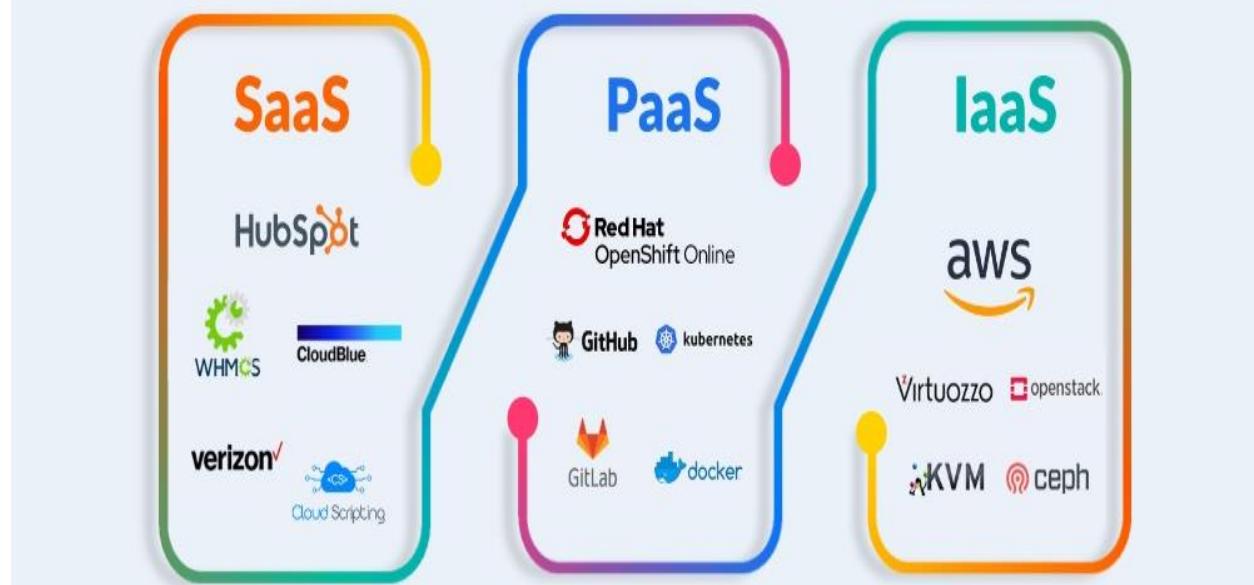 SaaS
HubSpot
WHMCS
CloudBlue
verizon
CS
Cloud Scripting
PaaS
Red Hat
OpenShift Online
GitHub
kubernetes
GitLab
docker
IaaS
aws
Virtuozzo
openstack.
KVM
ceph